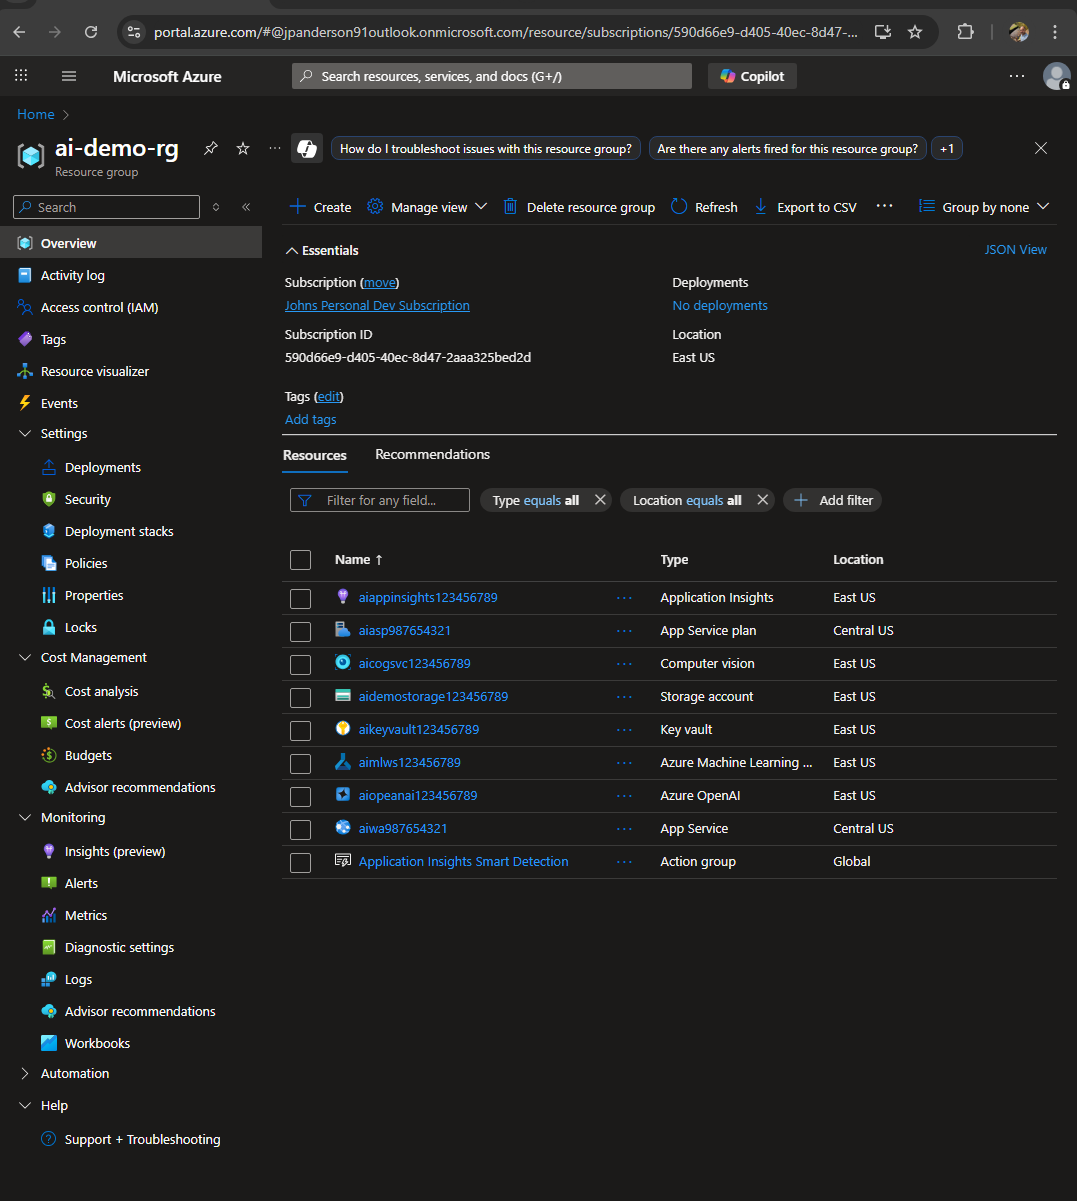 portal.azure.com/#@jpanderson91outlook.onmicrosoft.com/resource/subscriptions/590d66e9-d405-40ec-8d47-...
Microsoft Azure
Search resources, services, and docs (G+/)
Copilot
Home
ai-demo-rg
Resource group
How do I troubleshoot issues with this resource group?
Are there any alerts fired for this resource group?
+1
Search
Create
Manage view
Delete resource group
Refresh
Export to CSV
Group by none
Overview
Activity log
Access control (IAM)
Tags
Resource visualizer
Events
Settings
Deployments
Security
Deployment stacks
Policies
Properties
Locks
Cost Management
Cost analysis
Cost alerts (preview)
Budgets
Advisor recommendations
Monitoring
Insights (preview)
Alerts
Metrics
Diagnostic settings
Logs
Advisor recommendations
Workbooks
Automation
Help
Support + Troubleshooting
Essentials
JSON View
Subscription (move)
Johns Personal Dev Subscription
Subscription ID
590d66e9-d405-40ec-8d47-2aaa325bed2d
Deployments
No deployments
Location
East US
Tags (edit)
Add tags
Resources Recommendations
Filter for any field...
Type equals all
Location equals all
Add filter
Name ↑ Type Location
aiappinsights123456789 Application Insights East US
aiasp987654321 App Service plan Central US
aicogsvc123456789 Computer vision East US
aidemostorage123456789 Storage account East US
aikeyvault123456789 Key vault East US
aimlws123456789 Azure Machine Learning ... East US
aiopeanai123456789 Azure OpenAI East US
aiwa987654321 App Service Central US
Application Insights Smart Detection Action group Global